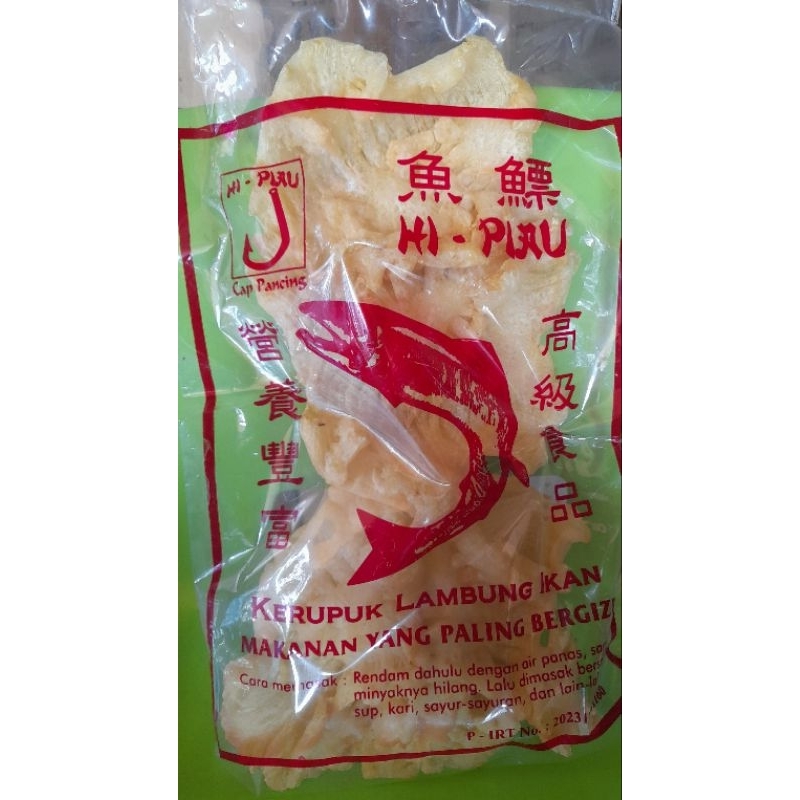 魚鰾
HI - PIAU
HI - PIAU
Cap Pancing
營養豐富
高級食品
KERUPUK LAMBUNG IKAN
MAKANAN YANG PALING BERGIZ
Cara memasak : Rendam dahulu dengan air panas,
minyaknya hilang. Lalu dimasak
sup, kari, sayur-sayuran, dan lain-
P - IRT No. : 2023